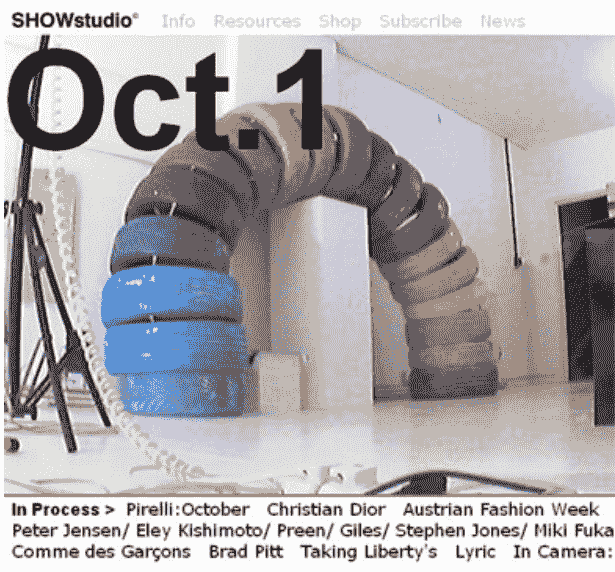 SHOWstudio® Info Resources Shop Subscribe News
Oct.1
In Process > Pirelli:October Christian Dior Austrian Fashion Week
Peter Jensen/ Eley Kishimoto/ Preen/ Giles/ Stephen Jones/ Miki Fuka
Comme des Garçons Brad Pitt Taking Liberty's Lyric In Camera: